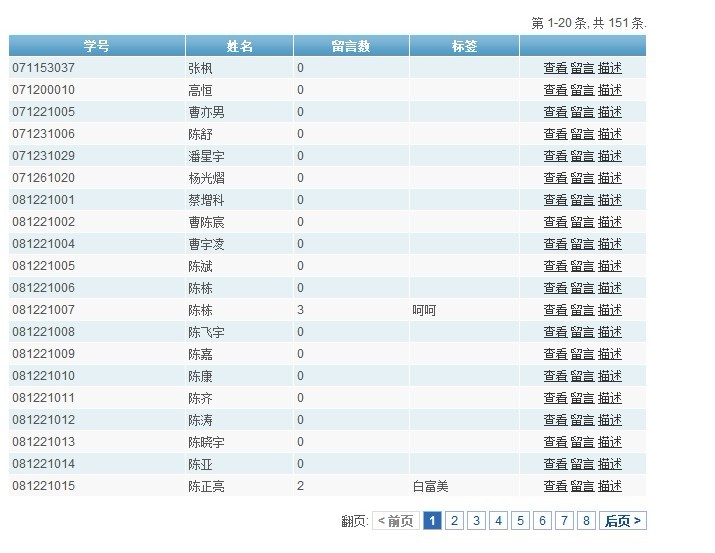 第 1-20 条, 共 151 条.
学号 姓名 留言数 标签
071153037 张枫 0 查看 留言 描述
071200010 高恒 0 查看 留言 描述
071221005 曹亦男 0 查看 留言 描述
071231006 陈舒 0 查看 留言 描述
071231029 潘星宇 0 查看 留言 描述
071261020 杨光熠 0 查看 留言 描述
081221001 蔡增科 0 查看 留言 描述
081221002 曹陈宸 0 查看 留言 描述
081221004 曹宇凌 0 查看 留言 描述
081221005 陈斌 0 查看 留言 描述
081221006 陈栋 0 查看 留言 描述
081221007 陈栋 3 呵呵 查看 留言 描述
081221008 陈飞宇 0 查看 留言 描述
081221009 陈嘉 0 查看 留言 描述
081221010 陈康 0 查看 留言 描述
081221011 陈齐 0 查看 留言 描述
081221012 陈涛 0 查看 留言 描述
081221013 陈晓宇 0 查看 留言 描述
081221014 陈亚 0 查看 留言 描述
081221015 陈正亮 2 白富美 查看 留言 描述
翻页: < 前页 1 2 3 4 5 6 7 8 后页 >